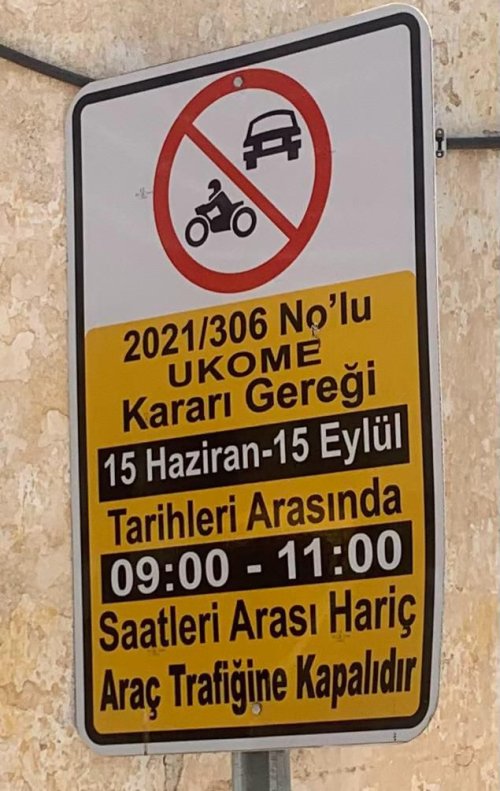 2021/306 No'lu
UKOME
Kararı Gereği
15 Haziran-15 Eylül
Tarihleri Arasında
09:00 - 11:00
Saatleri Arası Hariç
Araç Trafiğine Kapalıdır